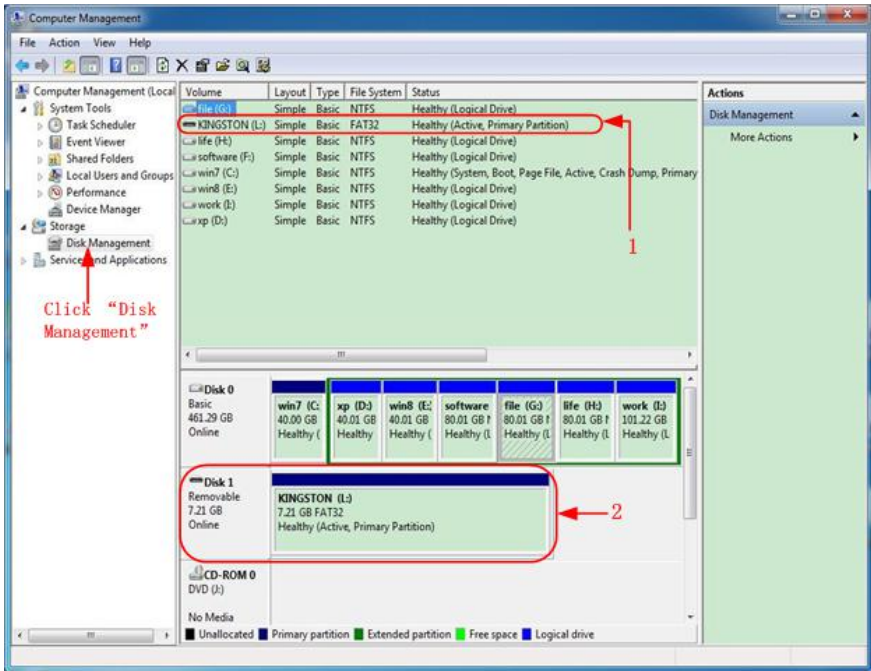 Computer Management
File Action View Help
Computer Management (Local
System Tools
Task Scheduler
Event Viewer
Shared Folders
Local Users and Groups
Performance
Device Manager
Storage
Disk Management
Services and Applications
Click “Disk
Management”
Volume Layout Type File System Status
file (G:) Simple Basic NTFS Healthy (Logical Drive)
KINGSTON (L:) Simple Basic FAT32 Healthy (Active, Primary Partition)
life (H:) Simple Basic NTFS Healthy (Logical Drive)
software (F:) Simple Basic NTFS Healthy (Logical Drive)
win7 (C:) Simple Basic NTFS Healthy (System, Boot, Page File, Active, Crash Dump, Primary
win8 (E:) Simple Basic NTFS Healthy (Logical Drive)
work (I:) Simple Basic NTFS Healthy (Logical Drive)
xp (D:) Simple Basic NTFS Healthy (Logical Drive)
1
Actions
Disk Management
More Actions
Disk 0
Basic
461.29 GB
Online
win7 (C: xp (D:) win8 (E: software file (G:) life (H:) work (I:)
40.00 GB 40.01 GB 40.01 GB 80.01 GB 80.01 GB 80.01 GB 101.22 GB
Healthy ( Healthy Healthy ( Healthy (L Healthy (L Healthy (L Healthy (L
Disk 1
Removable
7.21 GB
Online
KINGSTON (L:)
7.21 GB FAT32
Healthy (Active, Primary Partition)
2
CD-ROM 0
DVD (J:)
No Media
Unallocated Primary partition Extended partition Free space Logical drive